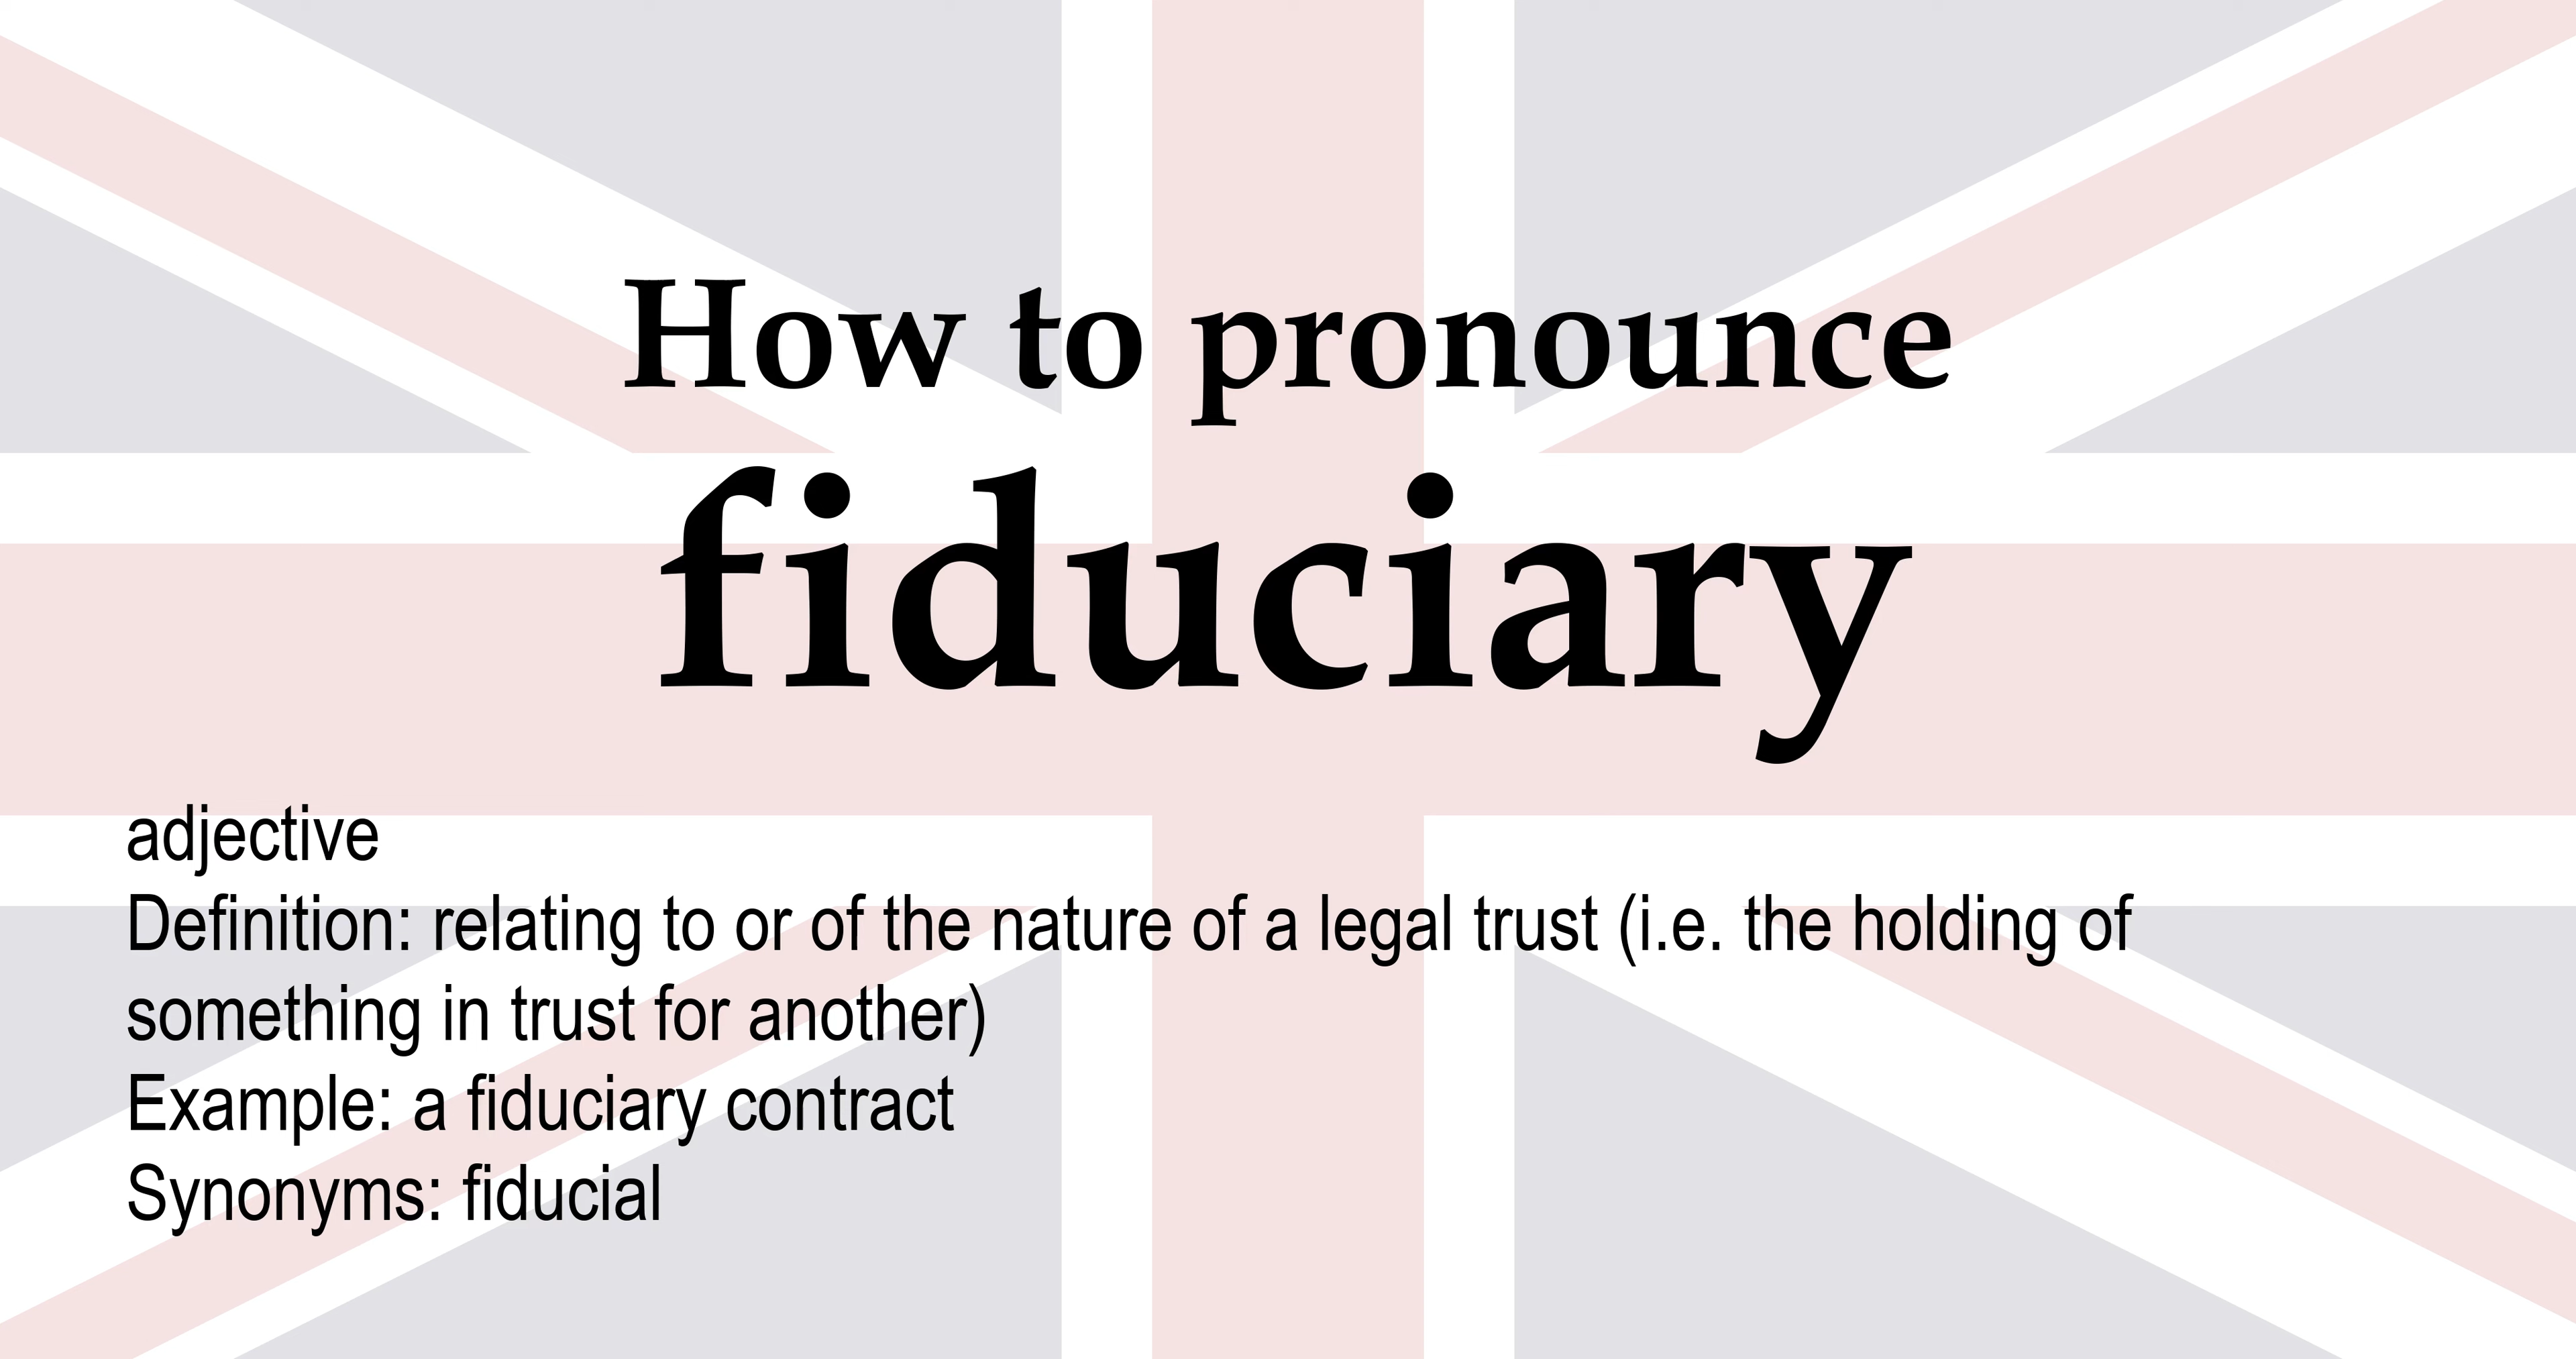 How to pronounce
fiduciary
adjective
Definition: relating to or of the nature of a legal trust (i.e. the holding of
something in trust for another)
Example: a fiduciary contract
Synonyms: fiducial